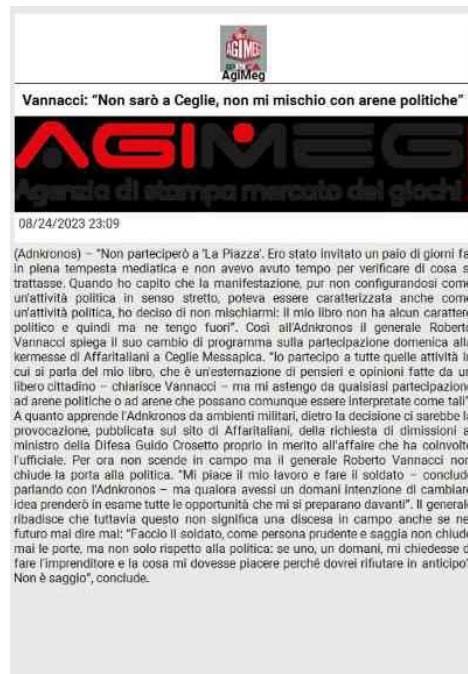 AGIMEG
AgiMeg
Vannacci: “Non sarò a Ceglie, non mi mischio con arene politiche”
AGIMEG
Agenzia di stampa mercato dei giochi
08/24/2023 23:09
(Adnkronos) – “Non parteciperò a ‘La Piazza’. Ero stato invitato un paio di giorni fa
in plena tempesta mediatica e non avevo avuto tempo per verificare di cosa s
trattasse. Quando ho capito che la manifestazione, pur non configurandosi come
un’attività politica in senso stretto, poteva essere caratterizzata anche com
un’attività politica, ho deciso di non mischiarmi: il mio libro non ha alcun caratter
politico e quindi ma ne tengo fuori”. Così all’Adnkronos il generale Roberto
Vannacci spiega il suo cambio di programma sulla partecipazione domenica alla
kermesse di Affaritaliani a Ceglie Messapica. “Io partecipo a tutte quelle attività i
cui si parla del mio libro, che è un’esternazione di pensieri e opinioni fatte da un
libero cittadino – chiarisce Vannacci – ma mi astengo da qualsiasi partecipazione
ad arene politiche o ad arene che possano comunque essere interpretate come tali”
A quanto apprende l’Adnkronos da ambienti militari, dietro la decisione ci sarebbe la
provocazione, pubblicata sul sito di Affaritaliani, della richiesta di dimissioni a
ministro della Difesa Guido Crosetto proprio in merito all’affaire che ha coinvolto
l’ufficiale. Per ora non scende in campo ma il generale Roberto Vannacci non
chiude la porta alla politica. “Mi piace il mio lavoro e fare il soldato – conclude
parlando con l’Adnkronos – ma qualora avessi un domani intenzione di cambiare
idea prenderò in esame tutte le opportunità che mi si preparano davanti”. Il generale
ribadisce che tuttavia questo non significa una discesa in campo anche se ne
futuro mai dire mai: “Faccio il soldato, come persona prudente e saggia non chiudo
mai le porte, ma non solo rispetto alla politica: se uno, un domani, mi chiedesse d
fare l’imprenditore e la cosa mi dovesse piacere perché dovrei rifiutare in anticipo?
Non è saggio”, conclude.